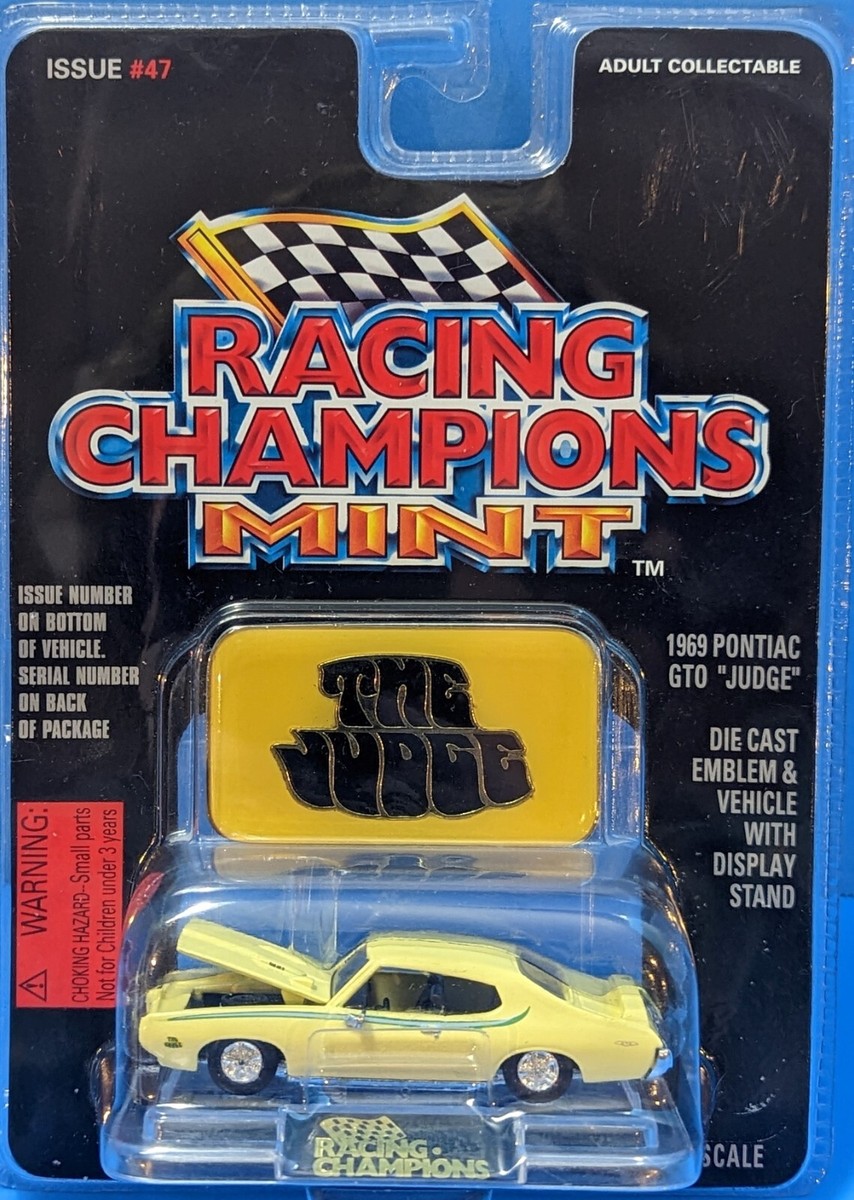 ISSUE #47
ADULT COLLECTABLE
RACING
CHAMPIONS
MINT
TM
ISSUE NUMBER
ON BOTTOM
OF VEHICLE.
SERIAL NUMBER
ON BACK
OF PACKAGE
THE
JUDGE
1969 PONTIAC
GTO "JUDGE"
DIE CAST
EMBLEM &
VEHICLE
WITH
DISPLAY
STAND
WARNING:
CHOKING HAZARD-Small parts
Not for Children under 3 years
THE
JUDGE
RACING
CHAMPIONS
SCALE